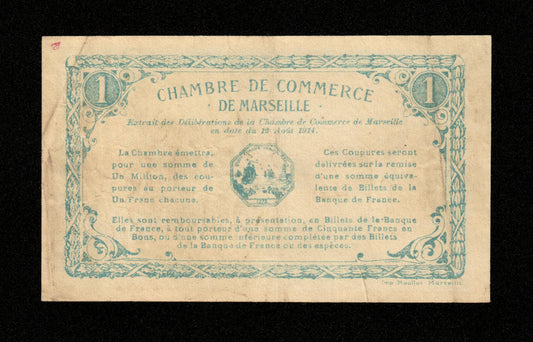 1
1
CHAMBRE DE COMMERCE
DE MARSEILLE
Extrait des Délibérations de la Chambre de Commerce de Marseille
en date du 12 Août 1914.
La Chambre émettra,
pour une somme de
Un Million, des cou-
pures au porteur de
Un Franc chacune.
Ces Coupures seront
délivrées sur la remise
d'une somme équiva-
lente de Billets de la
Banque de France.
Elles sont remboursables, à présentation, en Billets de la Banque
de France, à tout porteur d'une somme de Cinquante Francs en
Bons, ou d'une somme inférieure complétée par des Billets
de la Banque de France ou des espèces.
Imp Moullot Marseille.